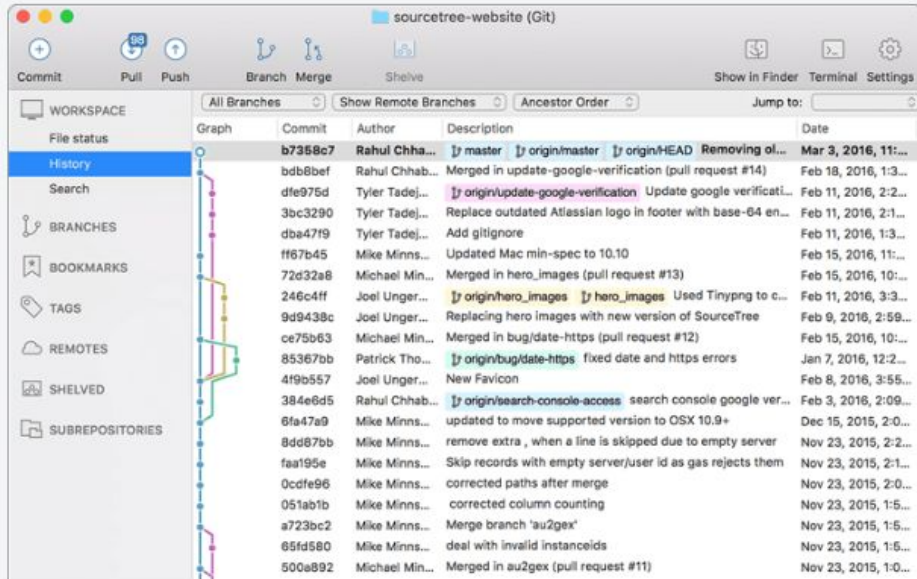 sourcetree-website (Git)
98
Commit Pull Push Branch Merge Shelve Show in Finder Terminal Settings
WORKSPACE
File status
History
Search
BRANCHES
BOOKMARKS
TAGS
REMOTES
SHELVED
SUBREPOSITORIES
All Branches Show Remote Branches Ancestor Order Jump to:
Graph Commit Author Description Date
b7358c7 Rahul Chha... master origin/master origin/HEAD Removing ol... Mar 3, 2016, 11:...
bdb8bef Rahul Chhab... Merged in update-google-verification (pull request #14) Feb 18, 2016, 1:3...
dfe975d Tyler Tadej... origin/update-google-verification Update google verificati... Feb 11, 2016, 2:2...
3bc3290 Tyler Tadej... Replace outdated Atlassian logo in footer with base-64 en... Feb 11, 2016, 2:1...
dba47f9 Tyler Tadej... Add gitignore Feb 11, 2016, 1:3...
ff67b45 Mike Minns... Updated Mac min-spec to 10.10 Feb 15, 2016, 11:...
72d32a8 Michael Min... Merged in hero_images (pull request #13) Feb 15, 2016, 10:...
246c4ff Joel Unger... origin/hero_images hero_images Used Tinypng to c... Feb 11, 2016, 3:3...
9d9438c Joel Unger... Replacing hero images with new version of SourceTree Feb 9, 2016, 2:59...
ce75b63 Michael Min... Merged in bug/date-https (pull request #12) Feb 15, 2016, 10:...
85367bb Patrick Tho... origin/bug/date-https fixed date and https errors Jan 7, 2016, 12:2...
4f9b557 Joel Unger... New Favicon Feb 8, 2016, 3:55...
384e6d5 Rahul Chhab... origin/search-console-access search console google ver... Feb 3, 2016, 2:09...
6fa47a9 Mike Minns... updated to move supported version to OSX 10.9+ Dec 15, 2015, 2:0...
8dd87bb Mike Minns... remove extra , when a line is skipped due to empty server Nov 23, 2015, 2:2...
faa195e Mike Minns... Skip records with empty server/user id as gas rejects them Nov 23, 2015, 2:1...
0cdfe96 Mike Minns... corrected paths after merge Nov 23, 2015, 2:0...
051ab1b Mike Minns... corrected column counting Nov 23, 2015, 1:5...
a723bc2 Mike Minns... Merge branch 'au2gex' Nov 23, 2015, 1:5...
65fd580 Mike Minns... deal with invalid instanceids Nov 23, 2015, 1:5...
500a892 Michael Min... Merged in au2gex (pull request #11) Nov 23, 2015, 1:0...